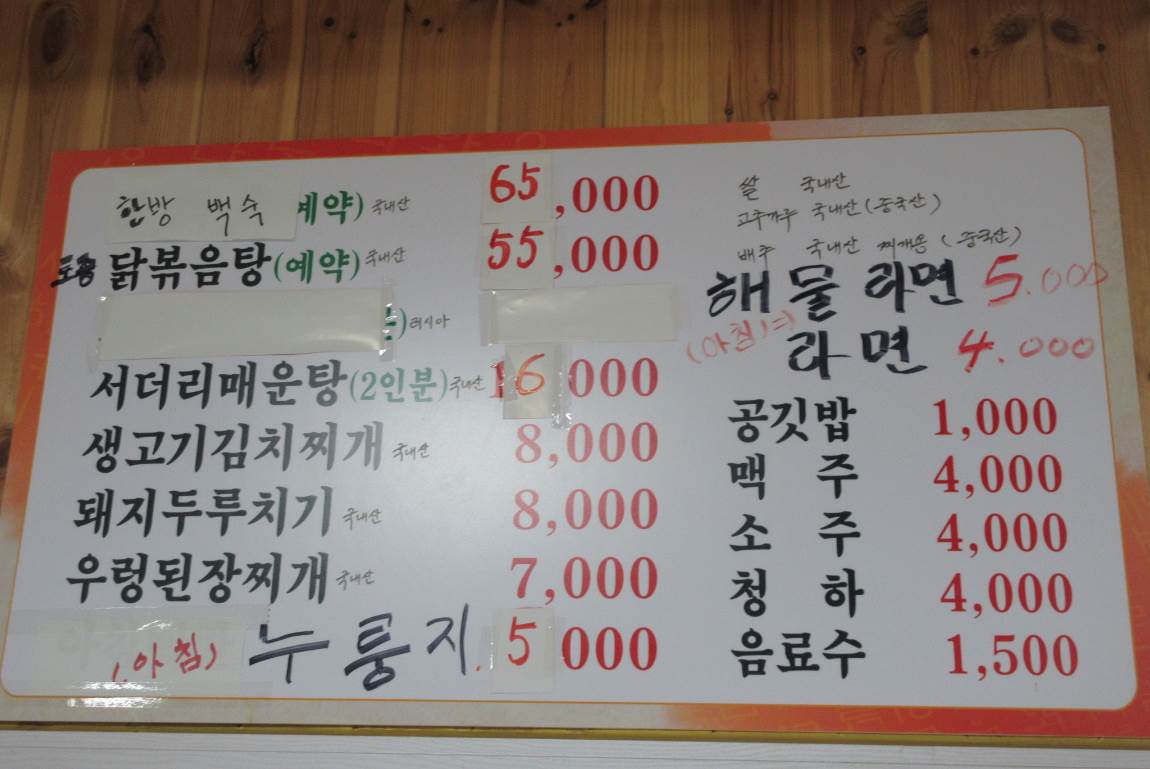 한방 백숙 예약) 국내산 65,000
토종 닭볶음탕(예약) 국내산 55,000
) 러시아
서더리매운탕(2인분) 국내산 16,000
생고기김치찌개 국내산 8,000
돼지두루치기 국내산 8,000
우렁된장찌개 국내산 7,000
(아침) 누룽지 5,000
쌀 국내산
고추가루 국내산(중국산)
배추 국내산 찌개용(중국산)
해물라면 5.000
(아침) 라면 4.000
공깃밥 1,000
맥주 4,000
소주 4,000
청하 4,000
음료수 1,500